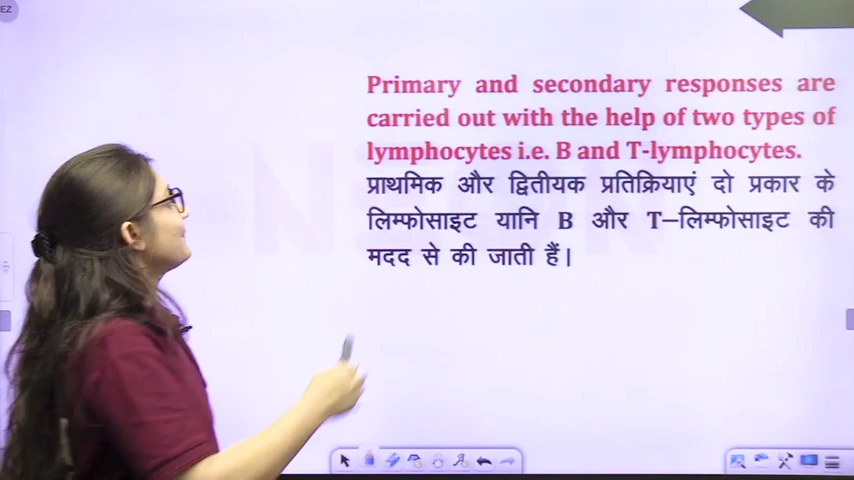 EZ
Primary and secondary responses are
carried out with the help of two types of
lymphocytes i.e. B and T-lymphocytes.
प्राथमिक और द्वितीयक प्रतिक्रियाएं दो प्रकार के
लिम्फोसाइट यानि B और T–लिम्फोसाइट की
मदद से की जाती हैं।